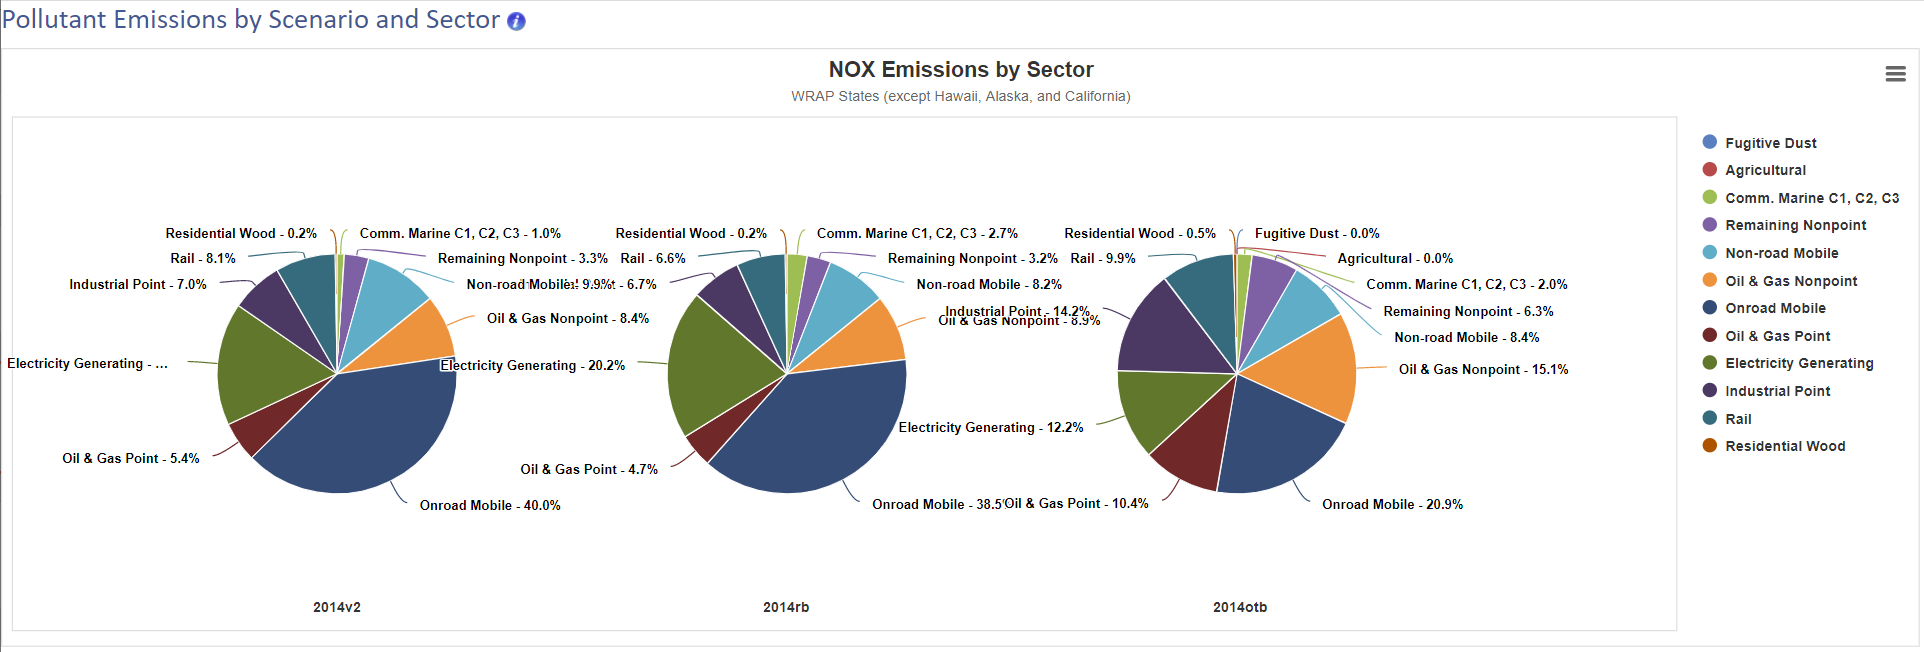 Pollutant Emissions by Scenario and Sector
NOX Emissions by Sector
WRAP States (except Hawaii, Alaska, and California)
Residential Wood - 0.2%
Comm. Marine C1, C2, C3 - 1.0%
Rail - 8.1%
Remaining Nonpoint - 3.3%
Industrial Point - 7.0%
Non-road Mobile - 9.9%
Oil & Gas Nonpoint - 8.4%
Electricity Generating - ...
Oil & Gas Point - 5.4%
Onroad Mobile - 40.0%
2014v2
Residential Wood - 0.2%
Comm. Marine C1, C2, C3 - 2.7%
Rail - 6.6%
Remaining Nonpoint - 3.2%
- 6.7%
Non-road Mobile - 8.2%
Oil & Gas Nonpoint - 8.9%
Electricity Generating - 20.2%
Oil & Gas Point - 4.7%
Onroad Mobile - 38.5
2014rb
Residential Wood - 0.5%
Fugitive Dust - 0.0%
Rail - 9.9%
Agricultural - 0.0%
Comm. Marine C1, C2, C3 - 2.0%
Industrial Point - 14.2%
Remaining Nonpoint - 6.3%
Non-road Mobile - 8.4%
Oil & Gas Nonpoint - 15.1%
Electricity Generating - 12.2%
Oil & Gas Point - 10.4%
Onroad Mobile - 20.9%
2014otb
Fugitive Dust
Agricultural
Comm. Marine C1, C2, C3
Remaining Nonpoint
Non-road Mobile
Oil & Gas Nonpoint
Onroad Mobile
Oil & Gas Point
Electricity Generating
Industrial Point
Rail
Residential Wood